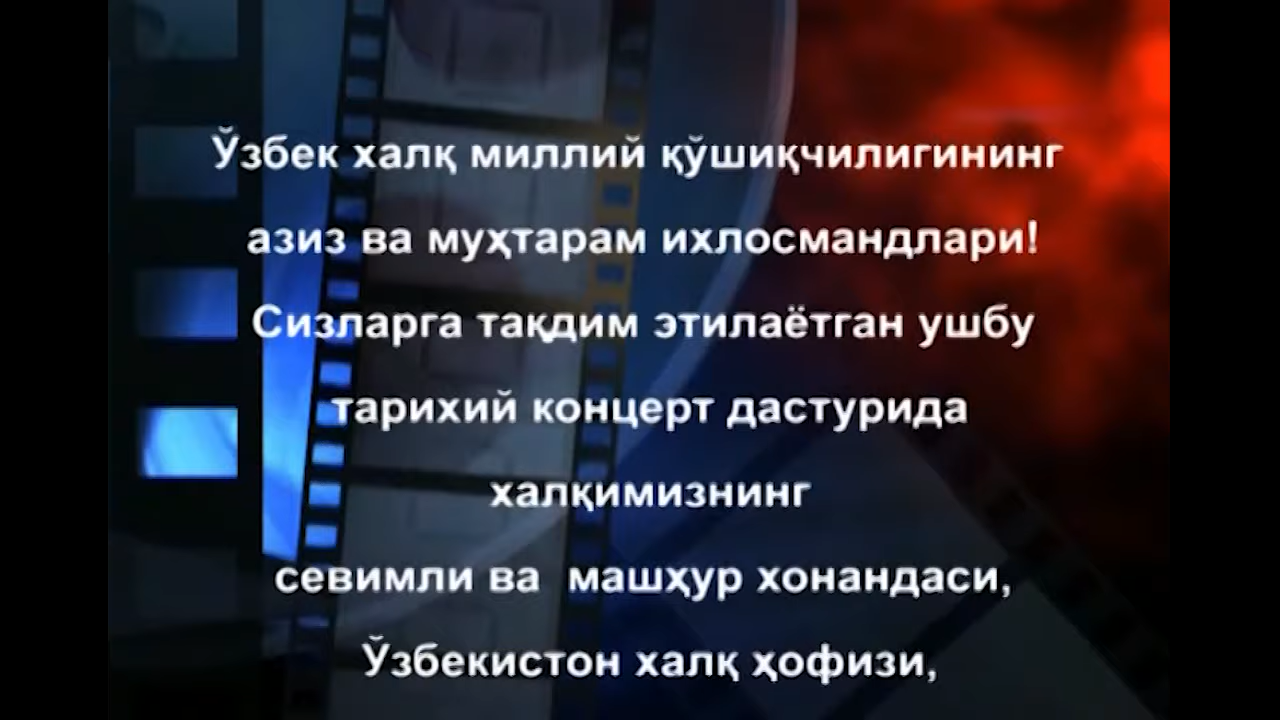 Ўзбек халқ миллий қўшиқчилигининг
азиз ва муҳтарам ихлосмандлари!
Сизларга тақдим этилаётган ушбу
тарихий концерт дастурида
халқимизнинг
севимли ва машҳур хонандаси,
Ўзбекистон халқ ҳофизи,